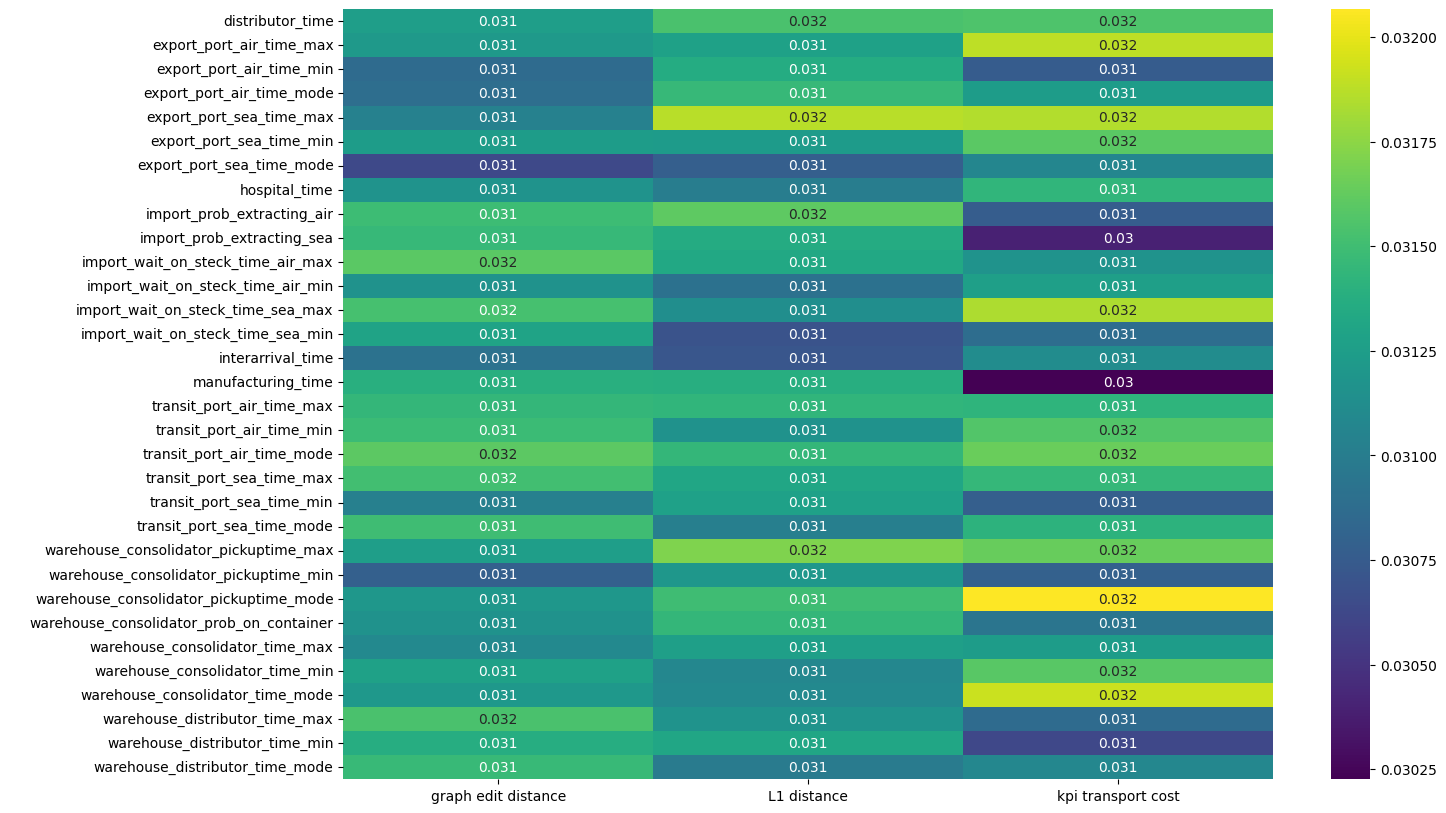 distributor_time 0.031 0.032 0.032
export_port_air_time_max 0.031 0.031 0.032 0.03200
export_port_air_time_min 0.031 0.031 0.031
export_port_air_time_mode 0.031 0.031 0.031
export_port_sea_time_max 0.031 0.032 0.032
export_port_sea_time_min 0.031 0.031 0.032 0.03175
export_port_sea_time_mode 0.031 0.031 0.031
hospital_time 0.031 0.031 0.031
import_prob_extracting_air 0.031 0.032 0.031
import_prob_extracting_sea 0.031 0.031 0.03
import_wait_on_steck_time_air_max 0.032 0.031 0.031 0.03150
import_wait_on_steck_time_air_min 0.031 0.031 0.031
import_wait_on_steck_time_sea_max 0.032 0.031 0.032
import_wait_on_steck_time_sea_min 0.031 0.031 0.031
interarrival_time 0.031 0.031 0.031 0.03125
manufacturing_time 0.031 0.031 0.03
transit_port_air_time_max 0.031 0.031 0.031
transit_port_air_time_min 0.031 0.031 0.032
transit_port_air_time_mode 0.032 0.031 0.032 0.03100
transit_port_sea_time_max 0.032 0.031 0.031
transit_port_sea_time_min 0.031 0.031 0.031
transit_port_sea_time_mode 0.031 0.031 0.031
warehouse_consolidator_pickuptime_max 0.031 0.032 0.032 0.03075
warehouse_consolidator_pickuptime_min 0.031 0.031 0.031
warehouse_consolidator_pickuptime_mode 0.031 0.031 0.032
warehouse_consolidator_prob_on_container 0.031 0.031 0.031
warehouse_consolidator_time_max 0.031 0.031 0.031
warehouse_consolidator_time_min 0.031 0.031 0.032 0.03050
warehouse_consolidator_time_mode 0.031 0.031 0.032
warehouse_distributor_time_max 0.032 0.031 0.031
warehouse_distributor_time_min 0.031 0.031 0.031
warehouse_distributor_time_mode 0.031 0.031 0.031 0.03025
graph edit distance L1 distance kpi transport cost